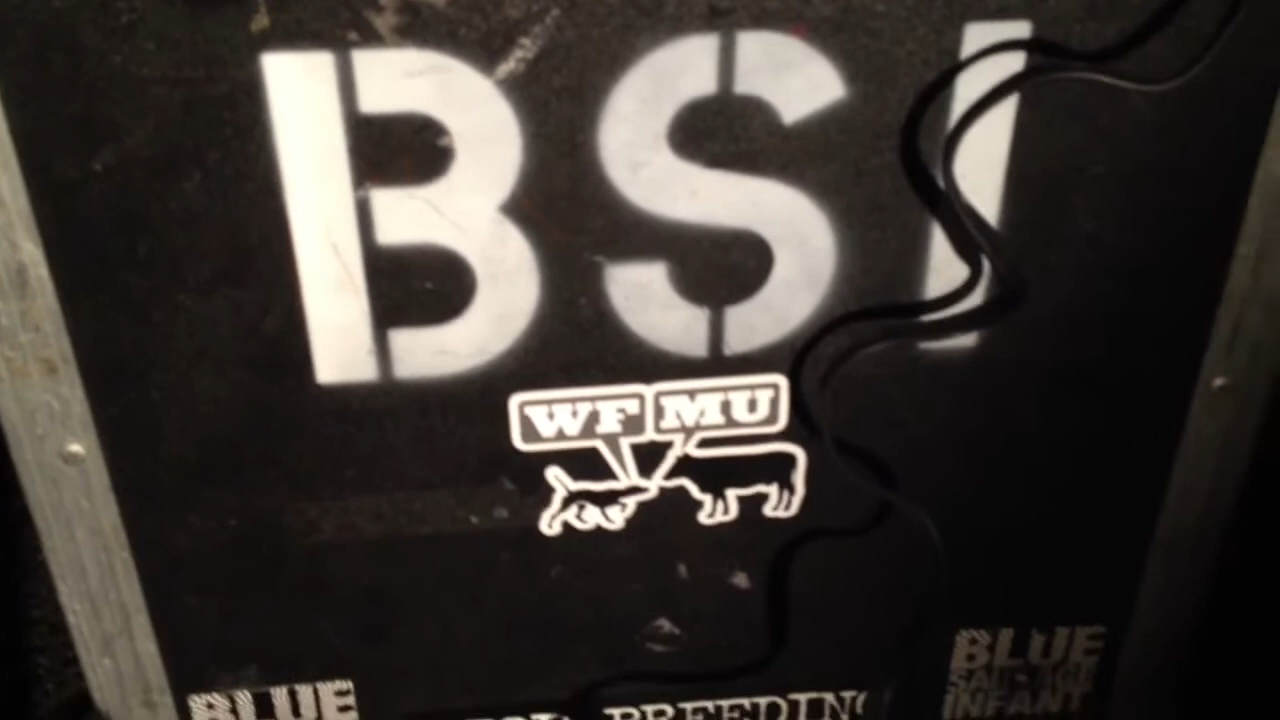 BSI
WF MU
BLUE
SAUSAGE
INFANT
BLUE
BREEDING